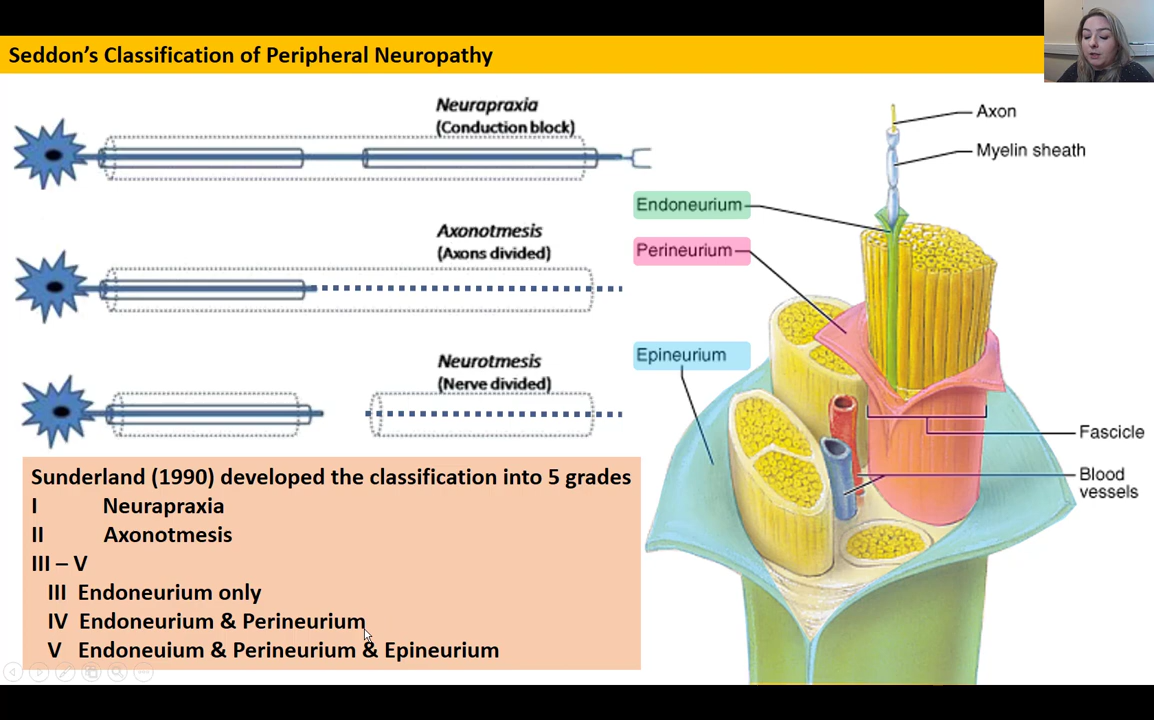 Seddon's Classification of Peripheral Neuropathy
Neurapraxia
(Conduction block)
Axonotmesis
(Axons divided)
Neurotmesis
(Nerve divided)
Sunderland (1990) developed the classification into 5 grades
I Neurapraxia
II Axonotmesis
III – V
III Endoneurium only
IV Endoneurium & Perineurium
V Endoneuium & Perineurium & Epineurium
Axon
Myelin sheath
Endoneurium
Perineurium
Epineurium
Fascicle
Blood
vessels